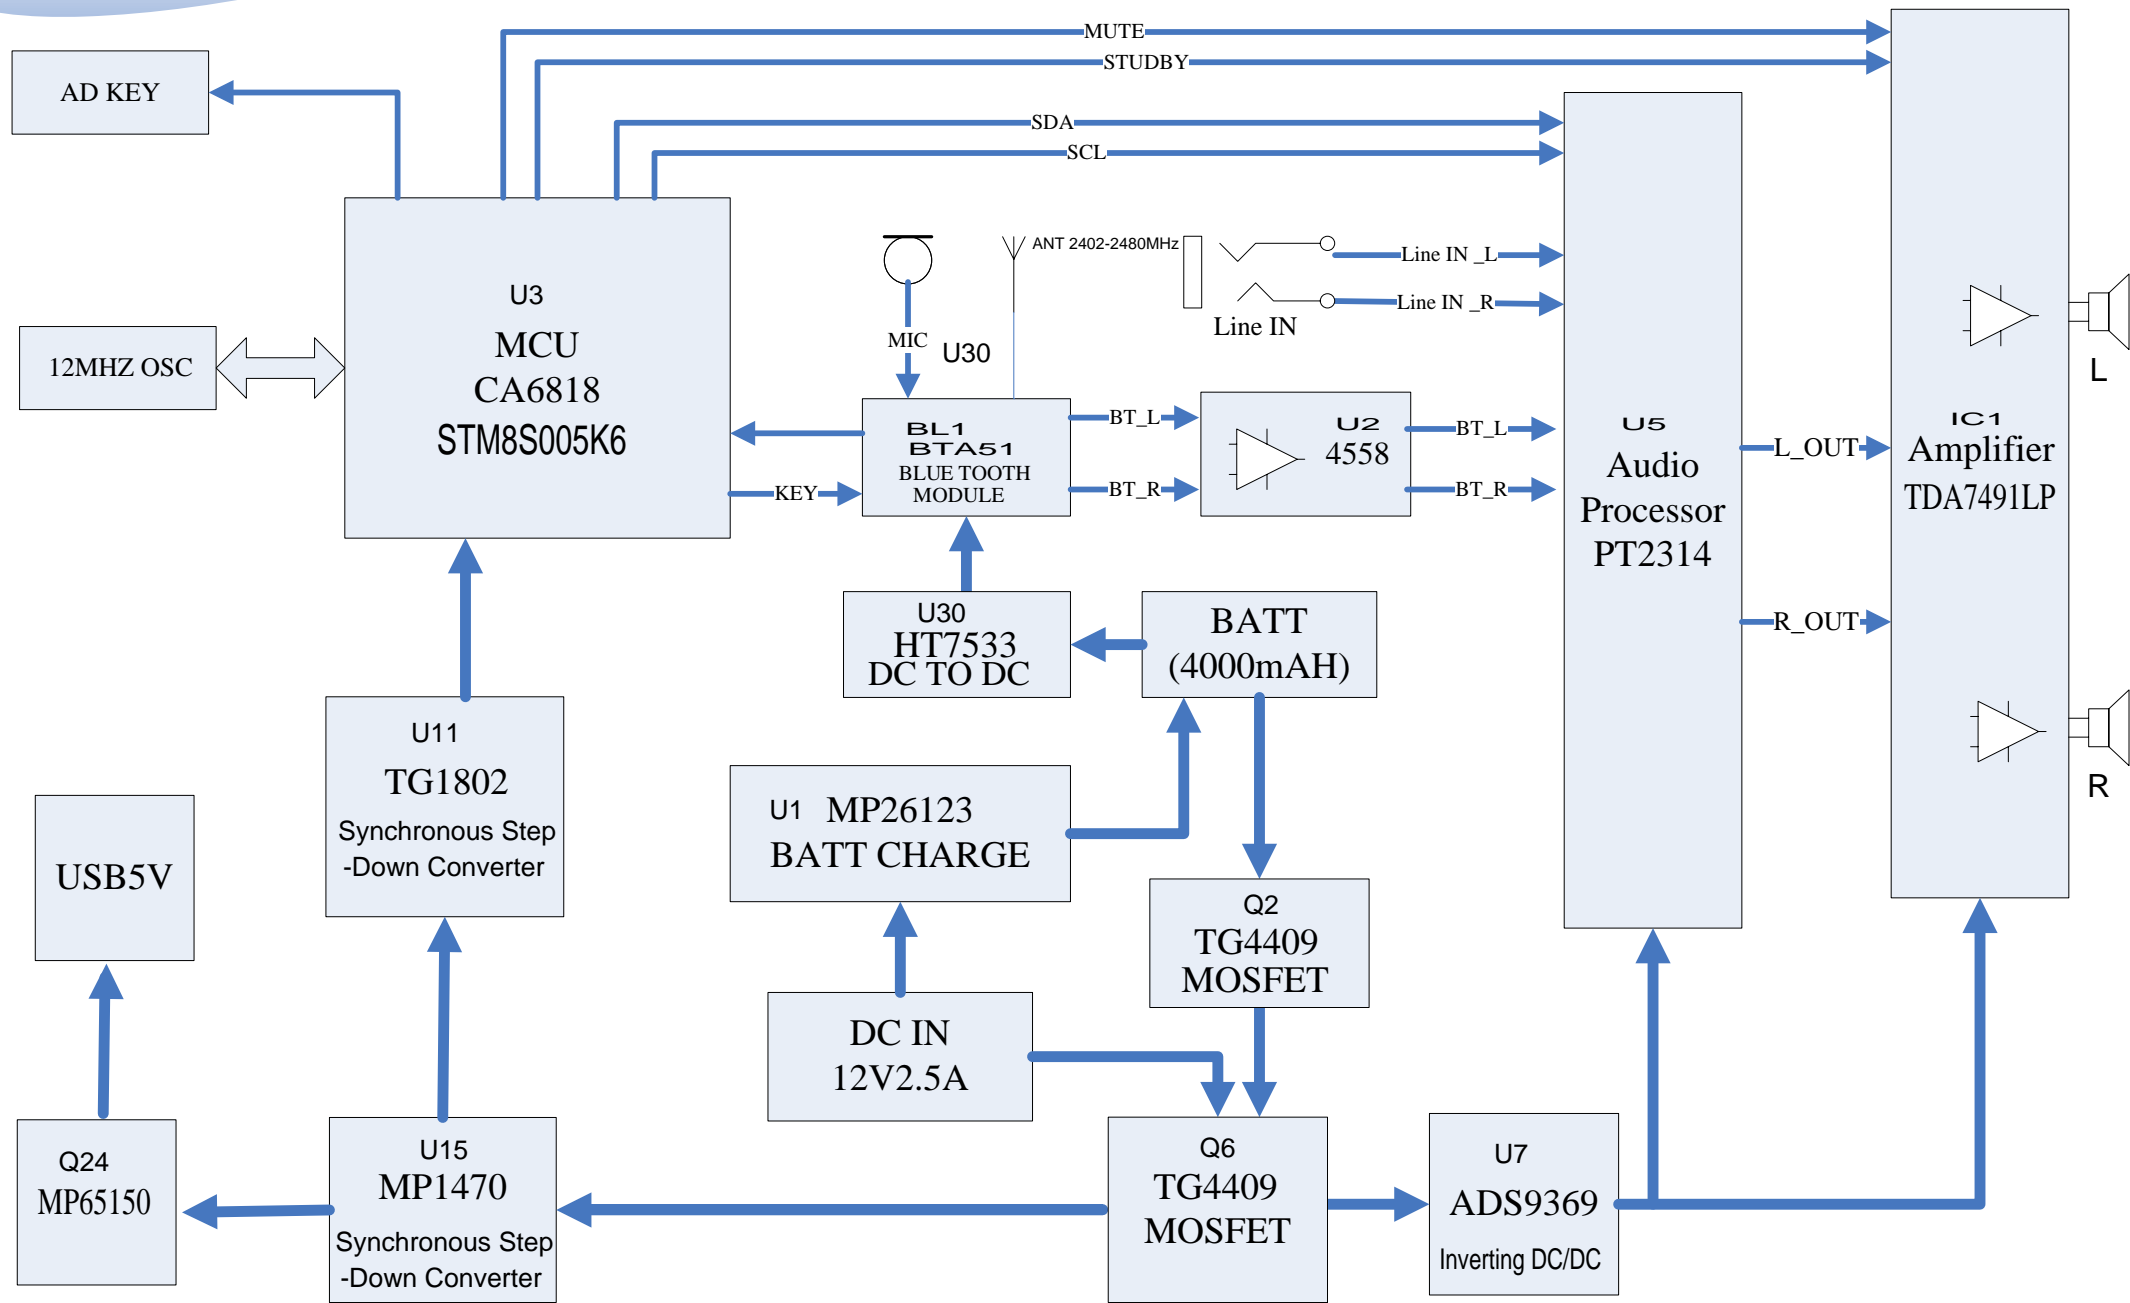 MUTE
STUDBY
AD KEY
SDA
SCL
ANT 2402-2480MHz
Line IN _L
Line IN _R
Line IN
U3
MCU
CA6818
STM8S005K6
12MHZ OSC
MIC
U30
BL1
BTA51
BLUE TOOTH
MODULE
KEY
BT_L
BT_R
U2
4558
BT_L
BT_R
U5
Audio
Processor
PT2314
L_OUT
R_OUT
IC1
Amplifier
TDA7491LP
L
R
U30
HT7533
DC TO DC
BATT
(4000mAH)
U11
TG1802
Synchronous Step
-Down Converter
U1 MP26123
BATT CHARGE
USB5V
Q2
TG4409
MOSFET
DC IN
12V2.5A
Q24
MP65150
U15
MP1470
Synchronous Step
-Down Converter
Q6
TG4409
MOSFET
U7
ADS9369
Inverting DC/DC